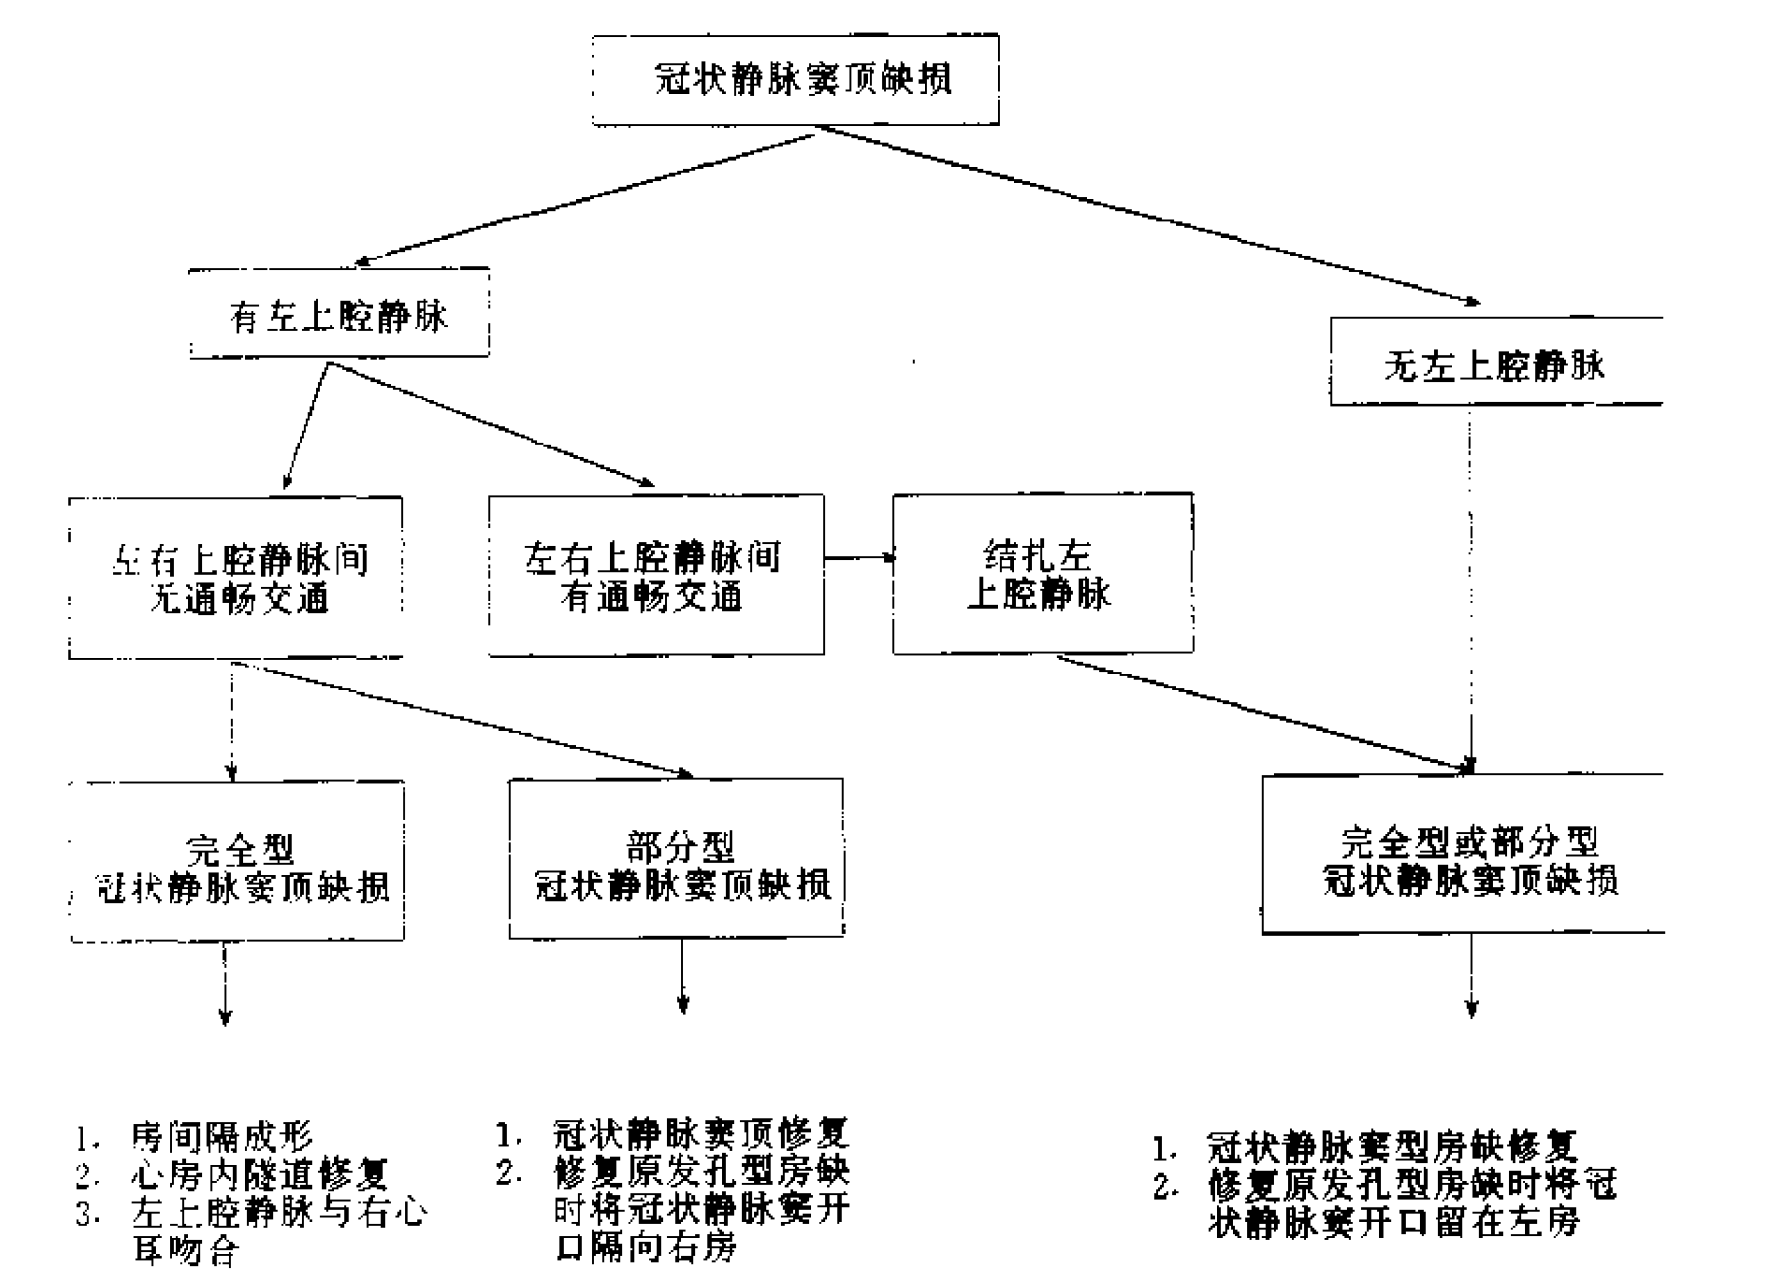 冠状静脉窦顶缺损
有左上腔静脉
无左上腔静脉
左右上腔静脉间
无通畅交通
左右上腔静脉间
有通畅交通
结扎左
上腔静脉
完全型
冠状静脉窦顶缺损
部分型
冠状静脉窦顶缺损
完全型或部分型
冠状静脉窦顶缺损
1. 房间隔成形
2. 心房内隧道修复
3. 左上腔静脉与右心
耳吻合
1. 冠状静脉窦顶修复
2. 修复原发孔型房缺
时将冠状静脉窦开
口隔向右房
1. 冠状静脉窦型房缺修复
2. 修复原发孔型房缺时将冠
状静脉窦开口留在左房